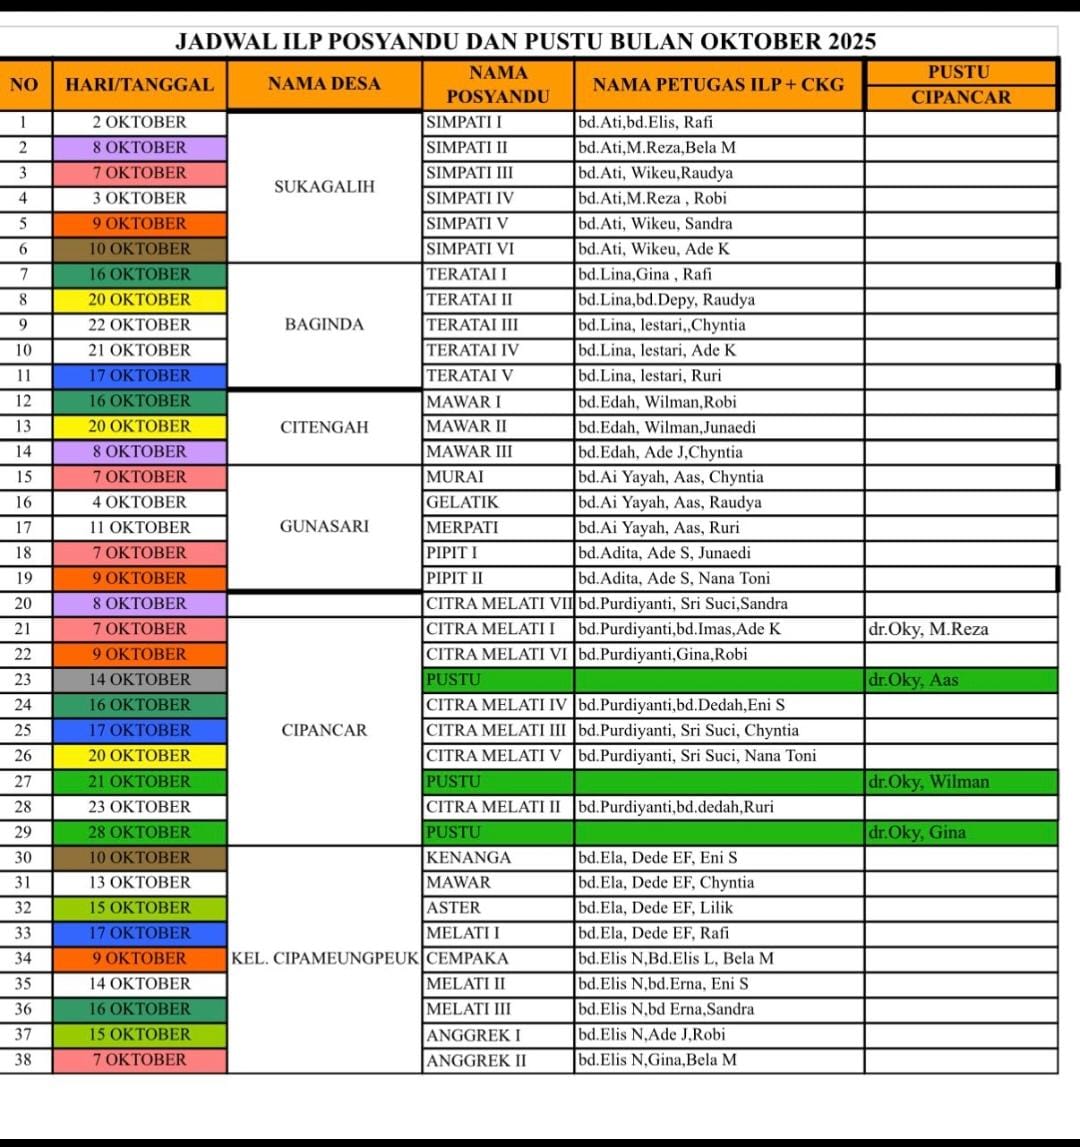 JADWAL ILP POSYANDU DAN PUSTU BULAN OKTOBER 2025
NO HARI/TANGGAL NAMA DESA NAMA POSYANDU NAMA PETUGAS ILP + CKG PUSTU
CIPANCAR
1 2 OKTOBER SIMPATI I bd.Ati,bd.Elis, Rafi
2 8 OKTOBER SIMPATI II bd.Ati,M.Reza,Bela M
3 7 OKTOBER SIMPATI III bd.Ati, Wikeu,Raudya
SUKAGALIH
4 3 OKTOBER SIMPATI IV bd.Ati,M.Reza , Robi
5 9 OKTOBER SIMPATI V bd.Ati, Wikeu, Sandra
6 10 OKTOBER SIMPATI VI bd.Ati, Wikeu, Ade K
7 16 OKTOBER TERATAI I bd.Lina,Gina , Rafi
8 20 OKTOBER TERATAI II bd.Lina,bd.Depy, Raudya
9 22 OKTOBER BAGINDA TERATAI III bd.Lina, lestari,,Chyntia
10 21 OKTOBER TERATAI IV bd.Lina, lestari, Ade K
11 17 OKTOBER TERATAI V bd.Lina, lestari, Ruri
12 16 OKTOBER MAWAR I bd.Edah, Wilman,Robi
13 20 OKTOBER CITENGAH MAWAR II bd.Edah, Wilman,Junaedi
14 8 OKTOBER MAWAR III bd.Edah, Ade J,Chyntia
15 7 OKTOBER MURAI bd.Ai Yayah, Aas, Chyntia
16 4 OKTOBER GELATIK bd.Ai Yayah, Aas, Raudya
17 11 OKTOBER GUNASARI MERPATI bd.Ai Yayah, Aas, Ruri
18 7 OKTOBER PIPIT I bd.Adita, Ade S, Junaedi
19 9 OKTOBER PIPIT II bd.Adita, Ade S, Nana Toni
20 8 OKTOBER CITRA MELATI VII bd.Purdiyanti, Sri Suci,Sandra
21 7 OKTOBER CITRA MELATI I bd.Purdiyanti,bd.Imas,Ade K dr.Oky, M.Reza
22 9 OKTOBER CITRA MELATI VI bd.Purdiyanti,Gina,Robi
23 14 OKTOBER PUSTU dr.Oky, Aas
24 16 OKTOBER CITRA MELATI IV bd.Purdiyanti,bd.Dedah,Eni S
25 17 OKTOBER CIPANCAR CITRA MELATI III bd.Purdiyanti, Sri Suci, Chyntia
26 20 OKTOBER CITRA MELATI V bd.Purdiyanti, Sri Suci, Nana Toni
27 21 OKTOBER PUSTU dr.Oky, Wilman
28 23 OKTOBER CITRA MELATI II bd.Purdiyanti,bd.dedah,Ruri
29 28 OKTOBER PUSTU dr.Oky, Gina
30 10 OKTOBER KENANGA bd.Ela, Dede EF, Eni S
31 13 OKTOBER MAWAR bd.Ela, Dede EF, Chyntia
32 15 OKTOBER ASTER bd.Ela, Dede EF, Lilik
33 17 OKTOBER MELATI I bd.Ela, Dede EF, Rafi
34 9 OKTOBER KEL. CIPAMEUNGPEUK CEMPAKA bd.Elis N,Bd.Elis L, Bela M
35 14 OKTOBER MELATI II bd.Elis N,bd.Erna, Eni S
36 16 OKTOBER MELATI III bd.Elis N,bd Erna,Sandra
37 15 OKTOBER ANGGREK I bd.Elis N,Ade J,Robi
38 7 OKTOBER ANGGREK II bd.Elis N,Gina,Bela M